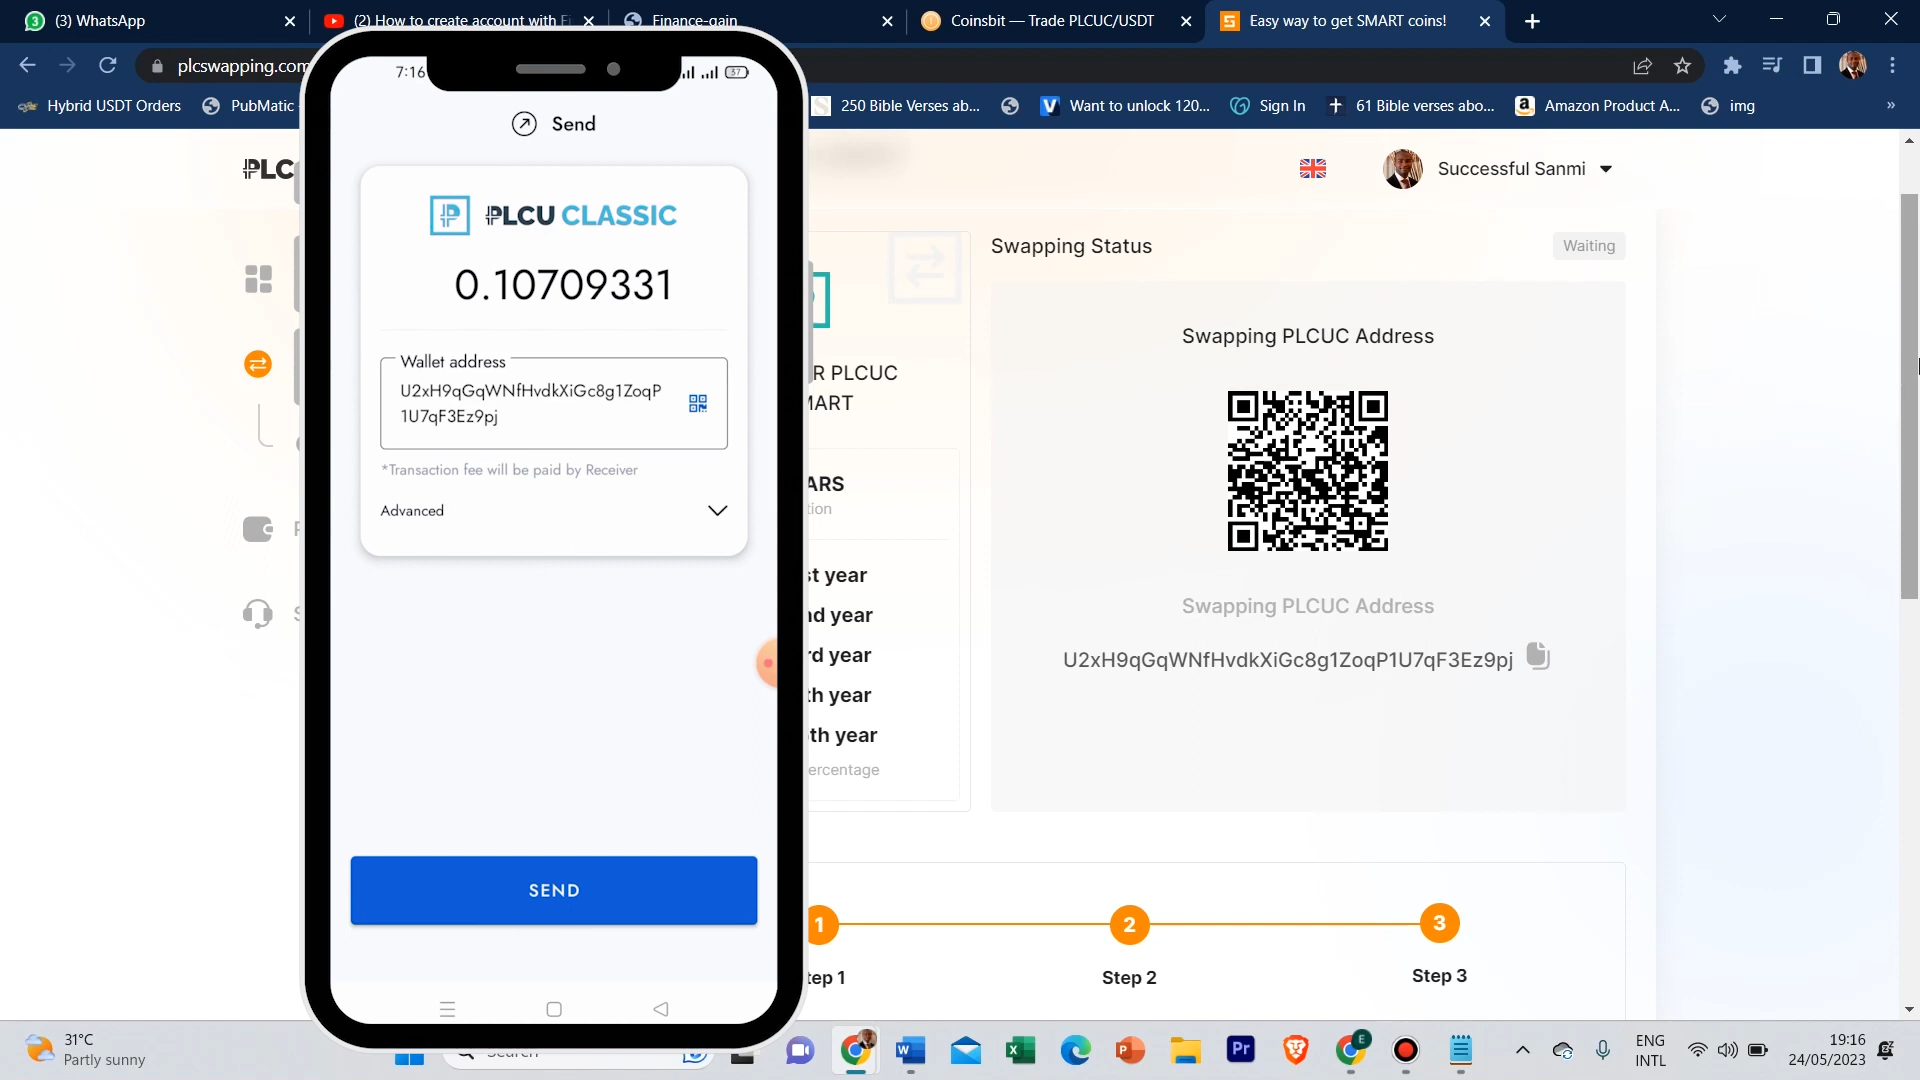 (3) WhatsApp
(2) How to create account with Fi
Finance-gain
Coinsbit — Trade PLCUC/USDT
Easy way to get SMART coins!
plcswapping.com
Hybrid USDT Orders
PubMatic
250 Bible Verses ab...
Want to unlock 120...
Sign In
61 Bible verses abo...
Amazon Product A...
img
»
7:16
37
Send
PLCU CLASSIC
0.10709331
Wallet address
U2xH9qGqWNfHvdkXiGc8g1ZoqP
1U7qF3Ez9pj
*Transaction fee will be paid by Receiver
Advanced
SEND
PLC
Successful Sanmi
R PLCUC
MART
ARS
tion
st year
nd year
rd year
th year
th year
ercentage
Swapping Status
Waiting
Swapping PLCUC Address
Swapping PLCUC Address
U2xH9qGqWNfHvdkXiGc8g1ZoqP1U7qF3Ez9pj
1
2
3
tep 1
Step 2
Step 3
31°C
Partly sunny
Search
ENG
INTL
19:16
24/05/2023